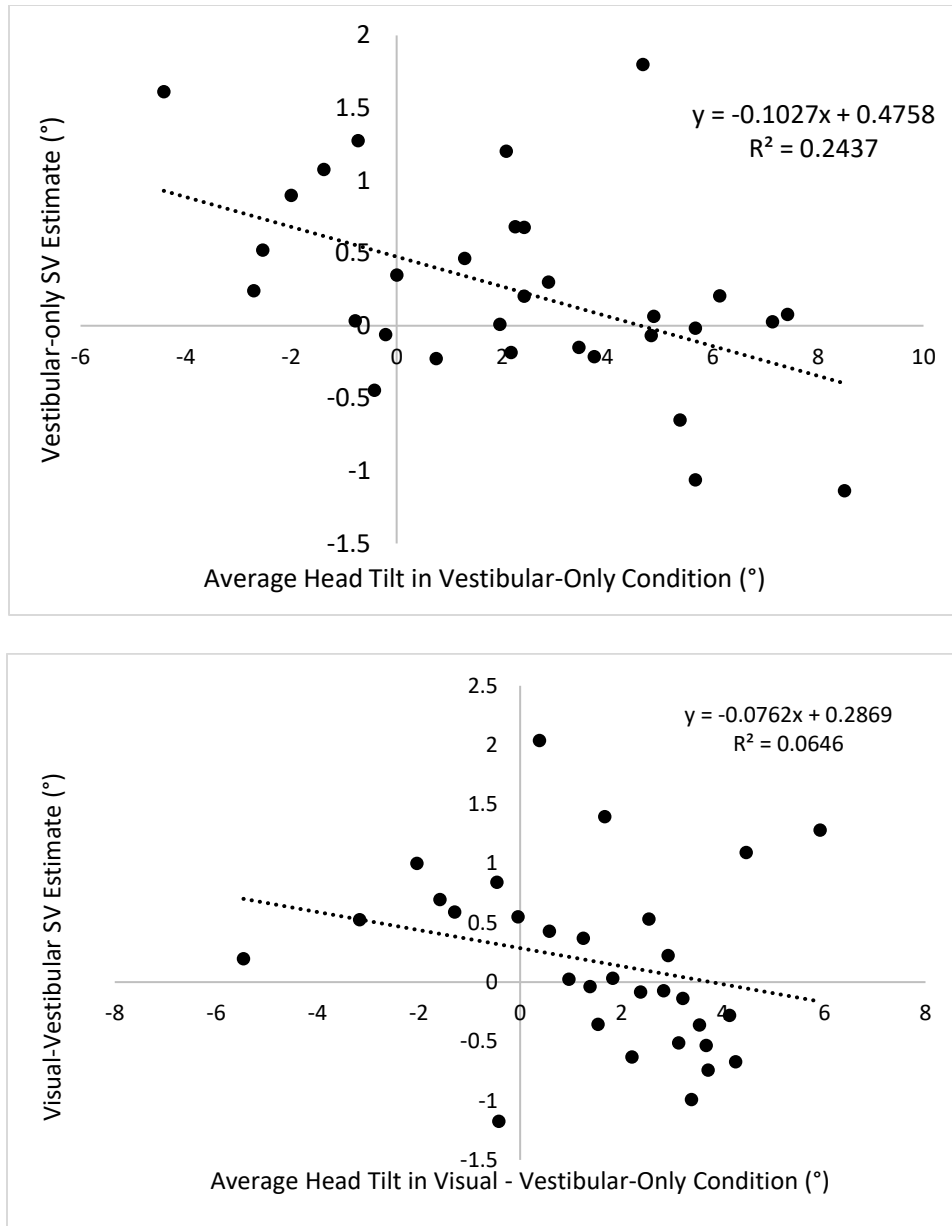 2
1.5
y = -0.1027x + 0.4758
R² = 0.2437
1
0.5
0
-6 -4 -2 0 2 4 6 8 10
-0.5
-1
-1.5
Vestibular-only SV Estimate (°)
Average Head Tilt in Vestibular-Only Condition (°)
2.5
y = -0.0762x + 0.2869
R² = 0.0646
2
1.5
1
0.5
0
-8 -6 -4 -2 0 2 4 6 8
-0.5
-1
-1.5
Visual-Vestibular SV Estimate (°)
Average Head Tilt in Visual - Vestibular-Only Condition (°)